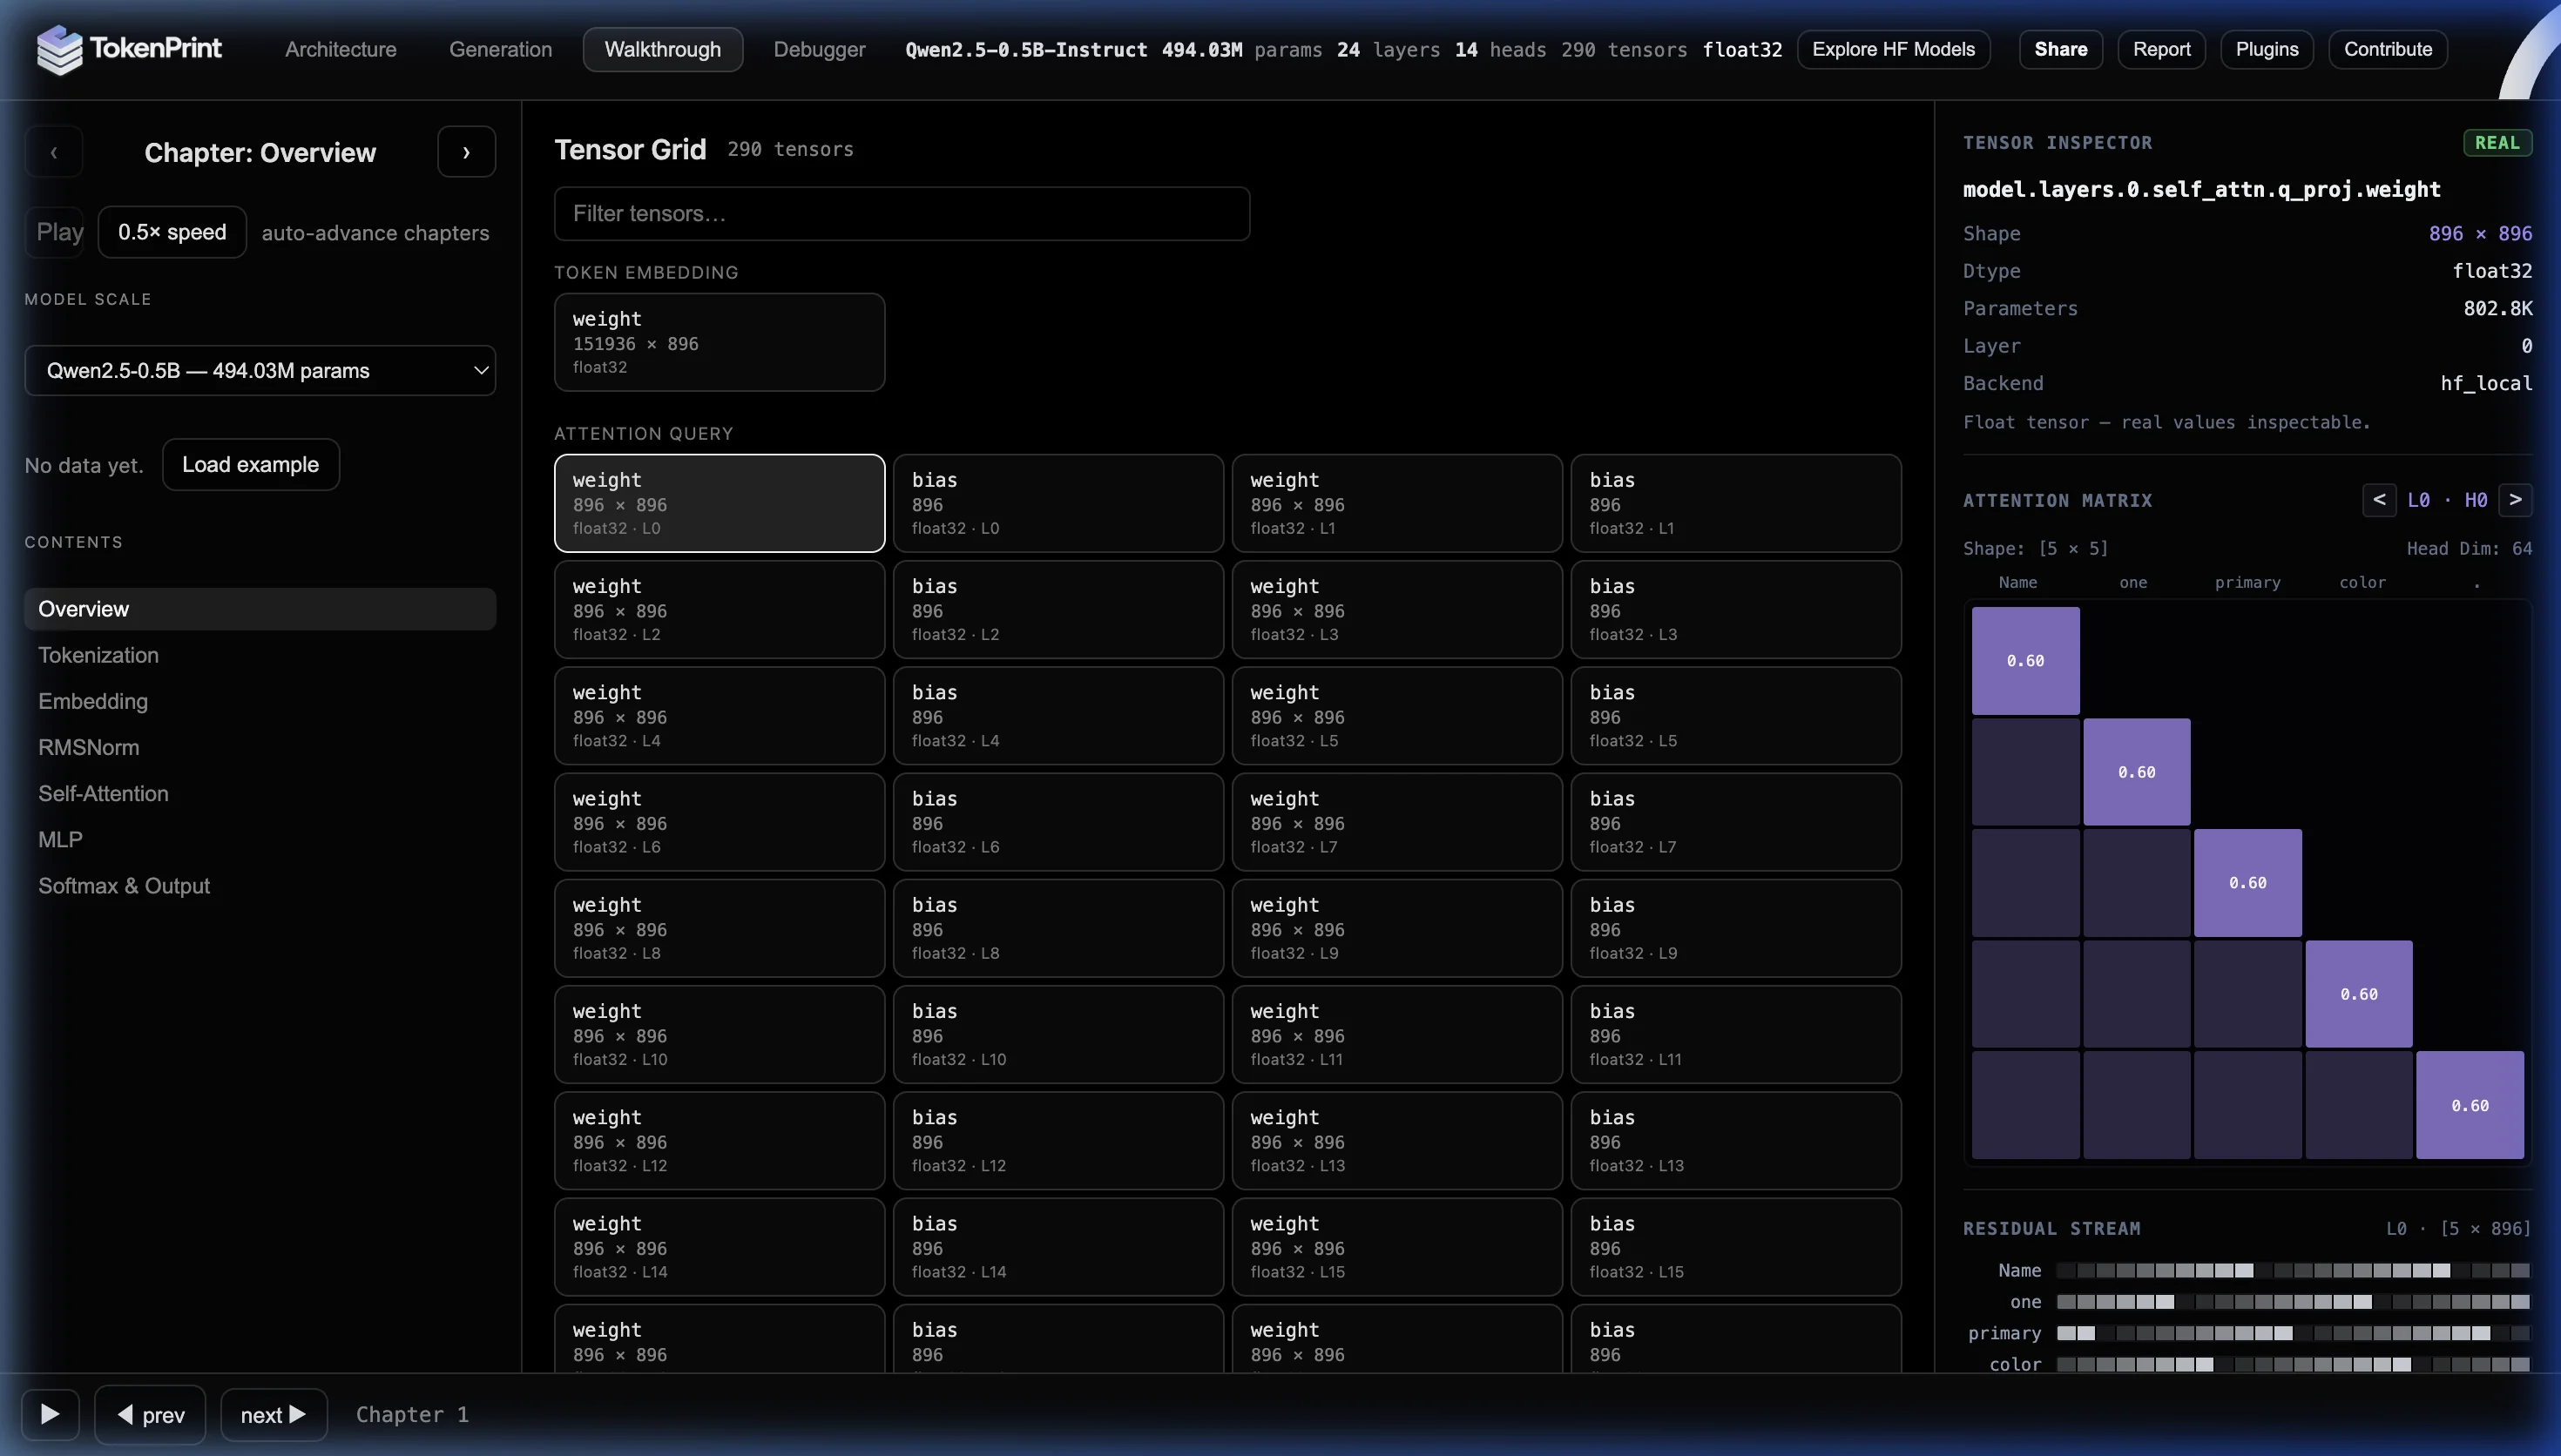 TokenPrint Architecture Generation Walkthrough Debugger Qwen2.5-0.5B-Instruct 494.03M params 24 layers 14 heads 290 tensors float32 Explore HF Models Share Report Plugins Contribute
‹ Chapter: Overview ›
Play 0.5× speed auto-advance chapters
MODEL SCALE
Qwen2.5-0.5B — 494.03M params
No data yet. Load example
CONTENTS
Overview
Tokenization
Embedding
RMSNorm
Self-Attention
MLP
Softmax & Output
Tensor Grid 290 tensors
Filter tensors…
TOKEN EMBEDDING
weight
151936 × 896
float32
ATTENTION QUERY
weight bias weight bias
896 × 896 896 896 × 896 896
float32 · L0 float32 · L0 float32 · L1 float32 · L1
weight bias weight bias
896 × 896 896 896 × 896 896
float32 · L2 float32 · L2 float32 · L3 float32 · L3
weight bias weight bias
896 × 896 896 896 × 896 896
float32 · L4 float32 · L4 float32 · L5 float32 · L5
weight bias weight bias
896 × 896 896 896 × 896 896
float32 · L6 float32 · L6 float32 · L7 float32 · L7
weight bias weight bias
896 × 896 896 896 × 896 896
float32 · L8 float32 · L8 float32 · L9 float32 · L9
weight bias weight bias
896 × 896 896 896 × 896 896
float32 · L10 float32 · L10 float32 · L11 float32 · L11
weight bias weight bias
896 × 896 896 896 × 896 896
float32 · L12 float32 · L12 float32 · L13 float32 · L13
weight bias weight bias
896 × 896 896 896 × 896 896
float32 · L14 float32 · L14 float32 · L15 float32 · L15
weight bias weight bias
896 × 896 896 896 × 896 896
TENSOR INSPECTOR REAL
model.layers.0.self_attn.q_proj.weight
Shape 896 × 896
Dtype float32
Parameters 802.8K
Layer 0
Backend hf_local
Float tensor — real values inspectable.
ATTENTION MATRIX < L0 · H0 >
Shape: [5 × 5] Head Dim: 64
Name one primary color .
0.60
0.60
0.60
0.60
0.60
RESIDUAL STREAM L0 · [5 × 896]
Name
one
primary
color
▶ ◀ prev next ▶ Chapter 1